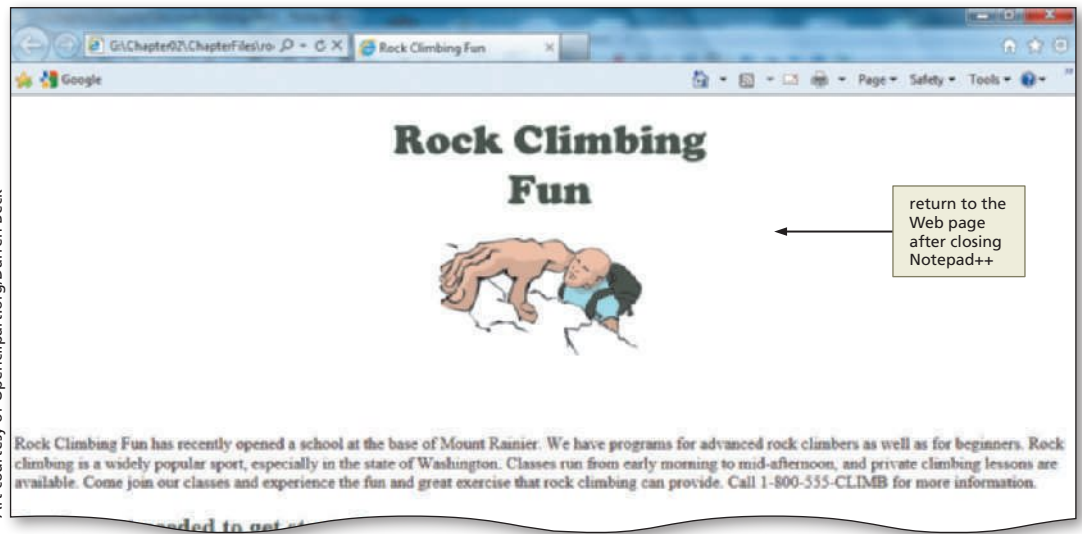 G:\Chapter02\ChapterFiles\ro
Rock Climbing Fun
Google
Page
Safety
Tools
Rock Climbing
Fun
return to the
Web page
after closing
Notepad++
Rock Climbing Fun has recently opened a school at the base of Mount Rainier. We have programs for advanced rock climbers as well as for beginners. Rock
climbing is a widely popular sport, especially in the state of Washington. Classes run from early morning to mid-afternoon, and private climbing lessons are
available. Come join our classes and experience the fun and great exercise that rock climbing can provide. Call 1-800-555-CLIMB for more information.
needed to get